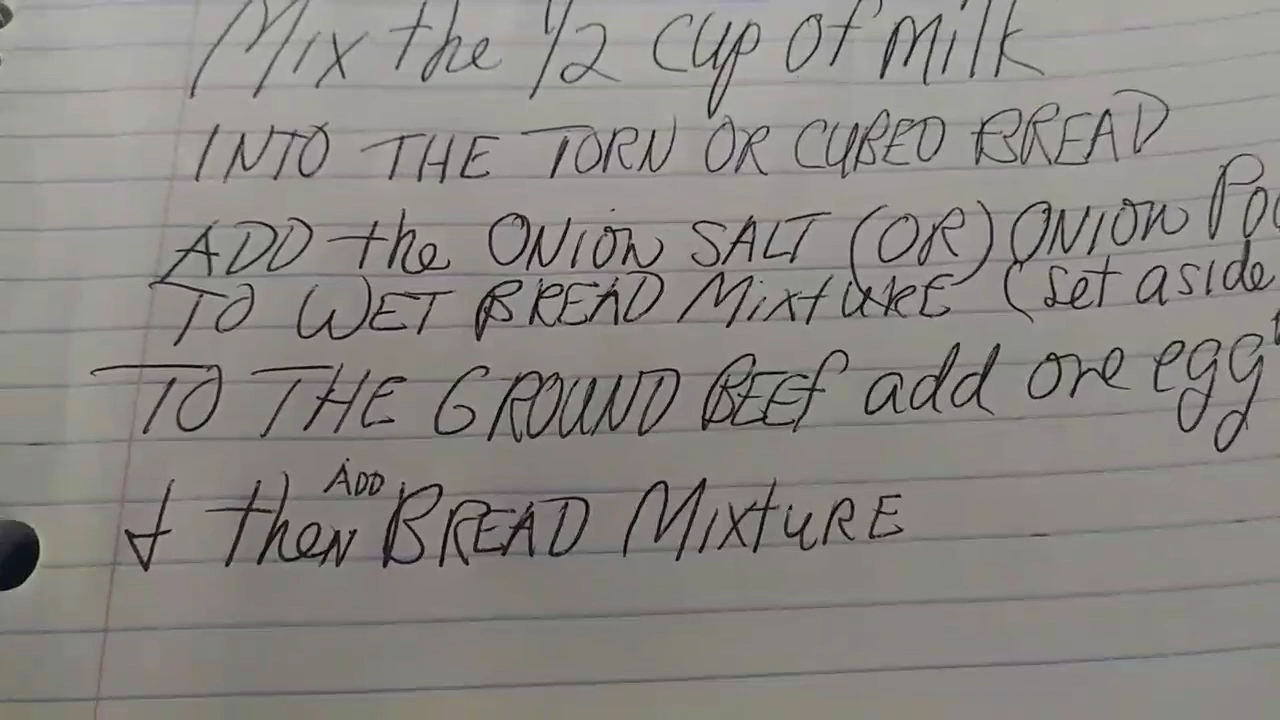 Mix the 1/2 cup of milk
INTO THE TORN OR CUBED BREAD
ADD the ONION SALT (OR) ONION
TO WET BREAD MIXTURE (set aside
TO THE GROUND BEEF add one egg
ADD
& then BREAD MIXTURE